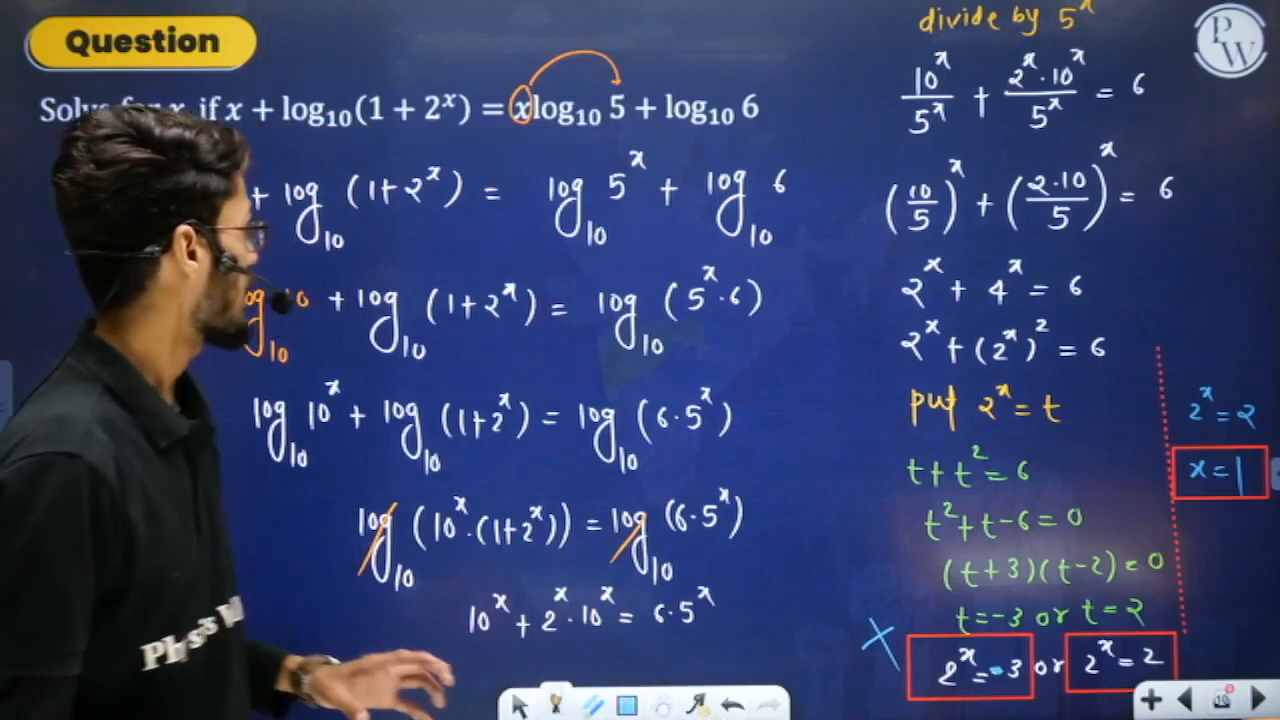 Question
Solve for x, if x + log₁₀(1 + 2ˣ) = xlog₁₀ 5 + log₁₀ 6
+ log₁₀ (1+2ˣ) = log₁₀ 5ˣ + log₁₀ 6
log₁₀ 10 + log₁₀ (1+2ˣ) = log₁₀ (5ˣ·6)
log₁₀ 10ˣ + log₁₀ (1+2ˣ) = log₁₀ (6·5ˣ)
log₁₀ (10ˣ·(1+2ˣ)) = log₁₀ (6·5ˣ)
10ˣ + 2ˣ·10ˣ = 6·5ˣ
divide by 5ˣ
10ˣ/5ˣ + 2ˣ·10ˣ/5ˣ = 6
(10/5)ˣ + (2·10/5)ˣ = 6
2ˣ + 4ˣ = 6
2ˣ + (2ˣ)² = 6
put 2ˣ = t
t + t² = 6
t² + t - 6 = 0
(t+3)(t-2) = 0
t = -3 or t = 2
X 2ˣ = -3 or 2ˣ = 2
2ˣ = 2
x = 1
P
W
10